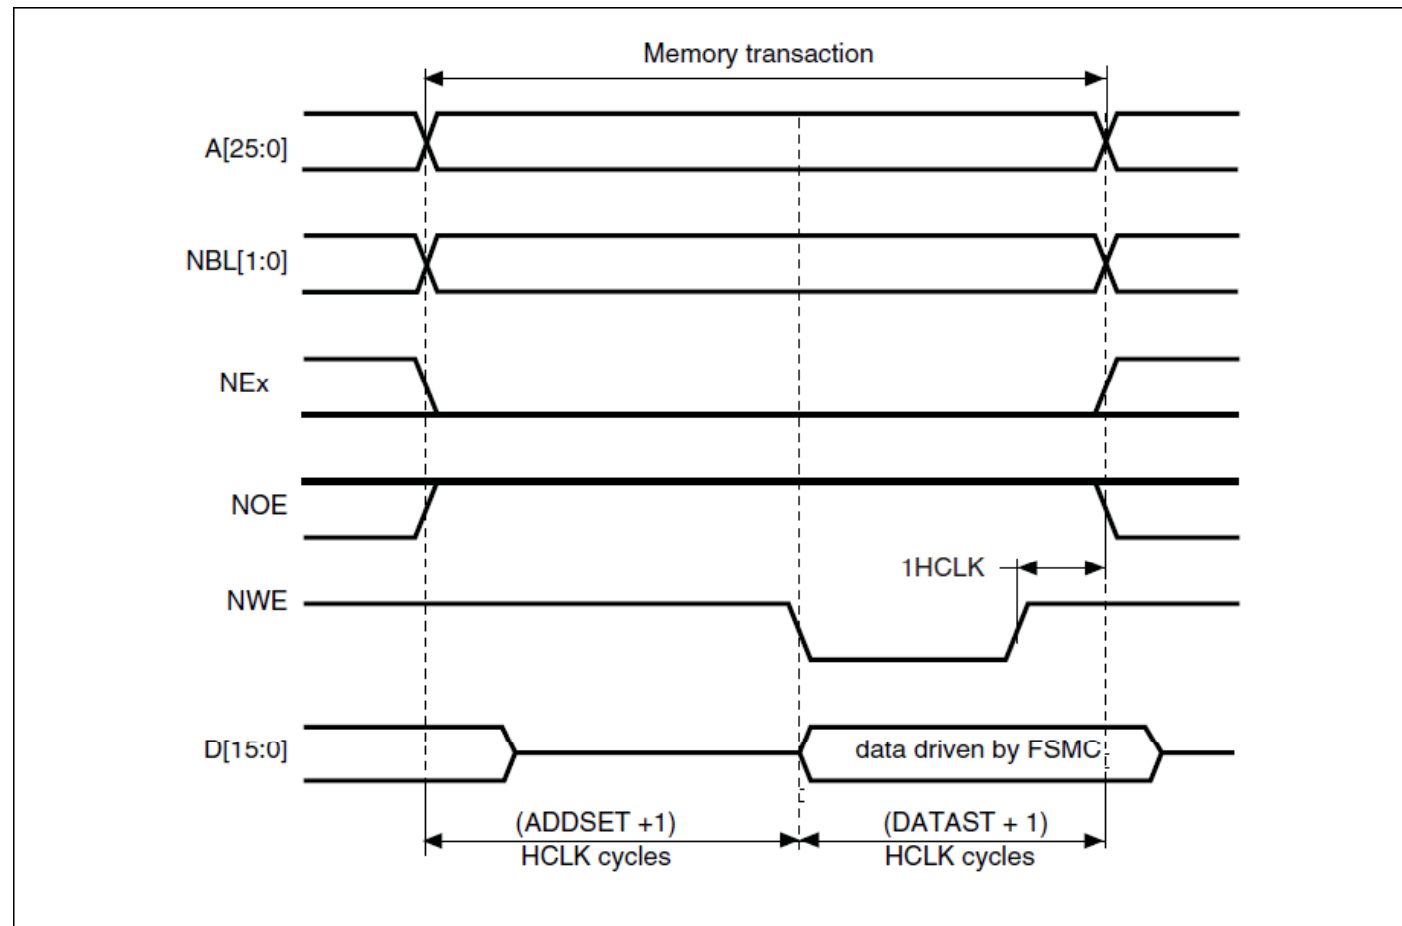 Memory transaction
A[25:0]
NBL[1:0]
NEx
NOE
1HCLK
NWE
D[15:0]
data driven by FSMC
(ADDSET +1)
HCLK cycles
(DATAST + 1)
HCLK cycles